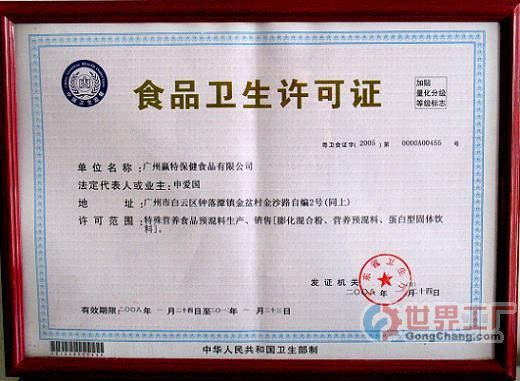 食品卫生许可证
加贴
量化分级
等级标志
粤卫食证字( 2005 )第 0000A00455 号
单位名称:广州赢特保健食品有限公司
法定代表人或业主:申爱国
地址:广州市白云区钟落潭镇金盆村金沙路自编2号(同上)
许可范围:特殊营养食品预混料生产、销售[膨化混合粉、营养预混料、蛋白型固体饮
料]。
发证机关
二〇〇八年 一月二十四日
有效期限:二〇〇八年 一月二十四日至二〇一二年 一月二十三日
中华人民共和国卫生部制
世界工厂
GongChang.com